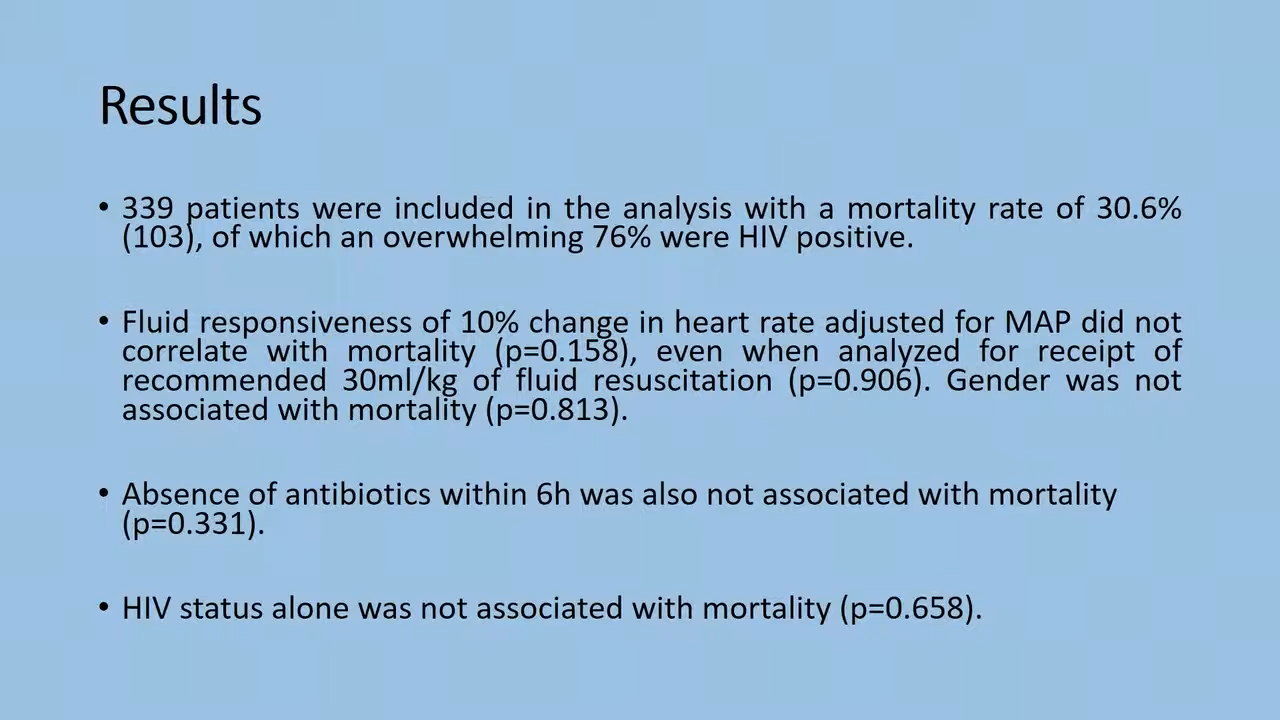 Results
• 339 patients were included in the analysis with a mortality rate of 30.6%
(103), of which an overwhelming 76% were HIV positive.
• Fluid responsiveness of 10% change in heart rate adjusted for MAP did not
correlate with mortality (p=0.158), even when analyzed for receipt of
recommended 30ml/kg of fluid resuscitation (p=0.906). Gender was not
associated with mortality (p=0.813).
• Absence of antibiotics within 6h was also not associated with mortality
(p=0.331).
• HIV status alone was not associated with mortality (p=0.658).